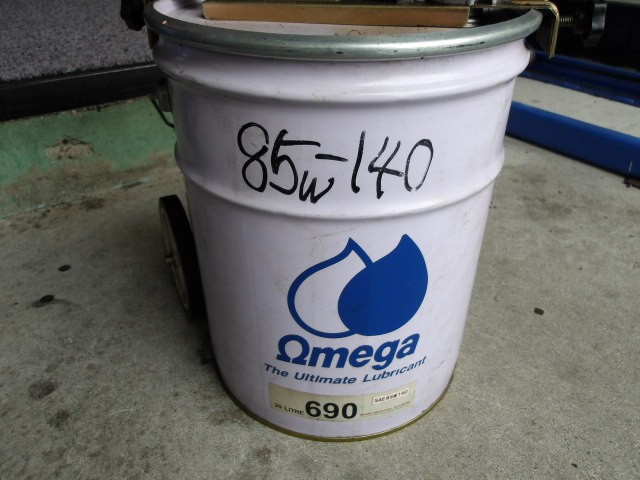 85w-140
Ωmega
The Ultimate Lubricant
20 LITRE 690 SAE 85W 140